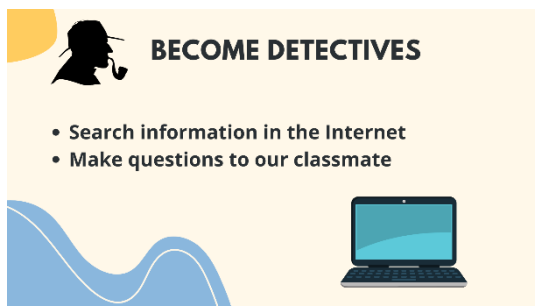 BECOME DETECTIVES
• Search information in the Internet
• Make questions to our classmate